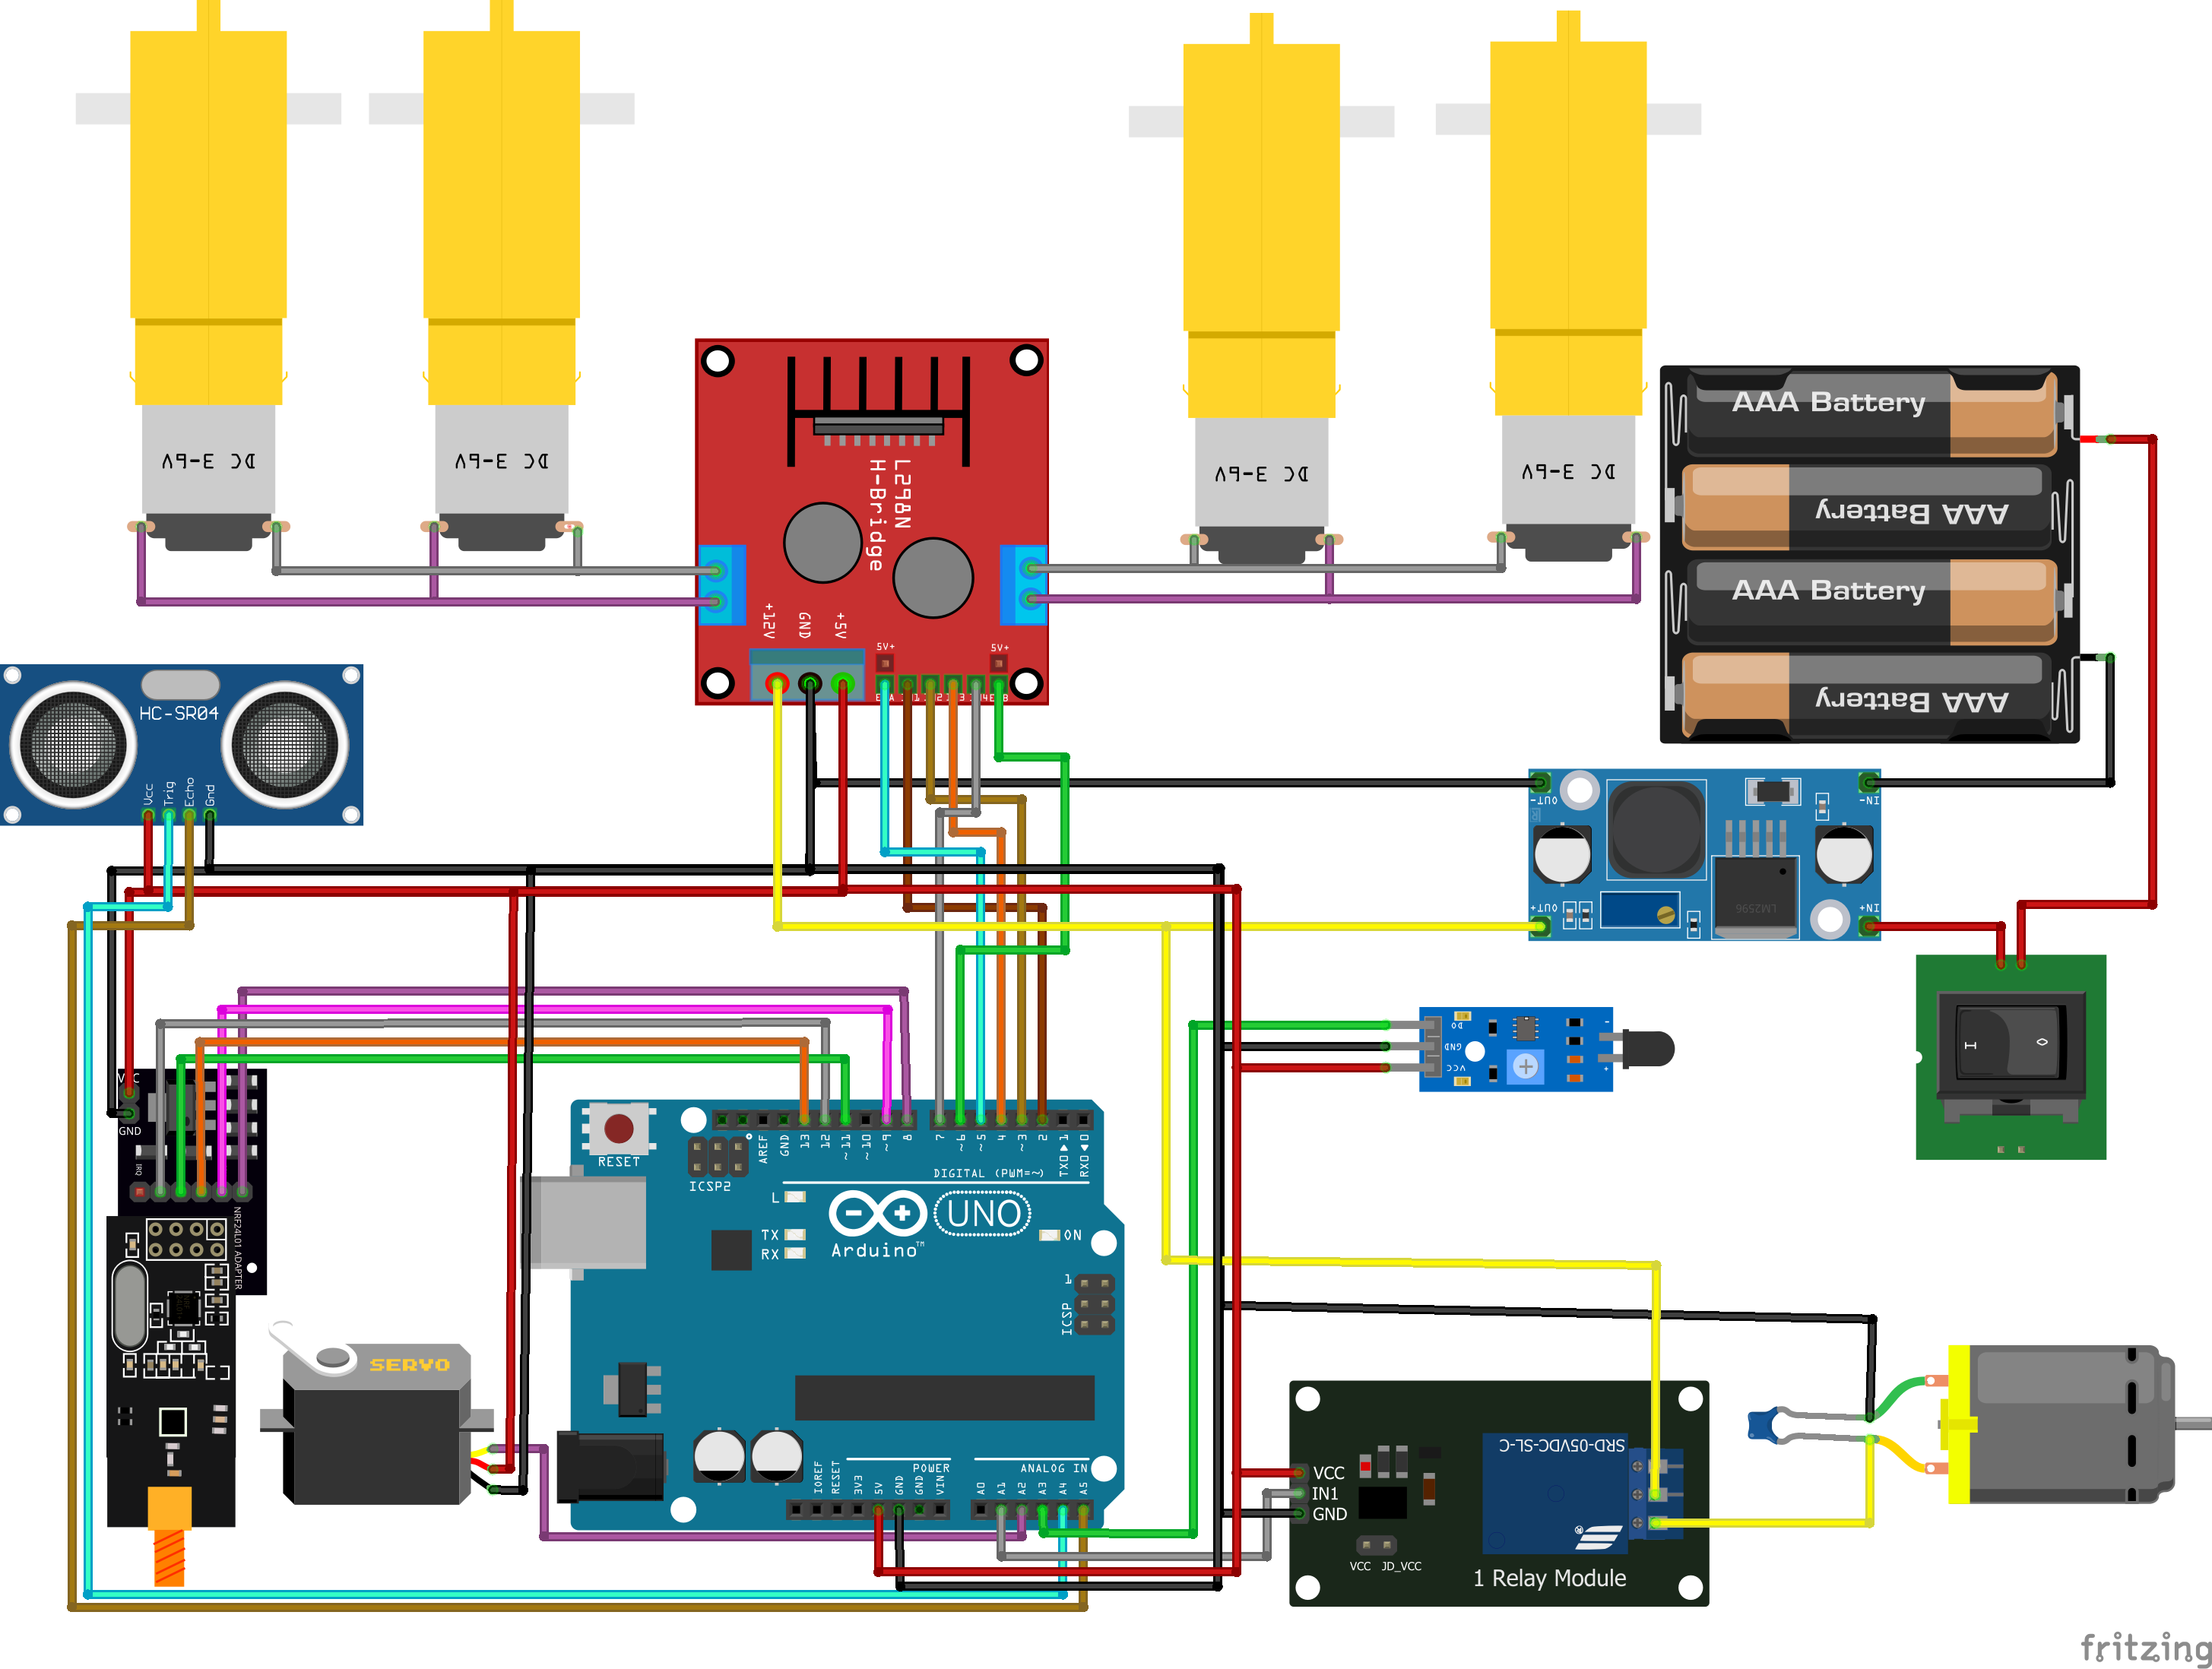 DC 3-6V
DC 3-6V
DC 3-6V
DC 3-6V
AAA Battery
AAA Battery
AAA Battery
AAA Battery
L298N
H-Bridge
+12V
GND
+5V
5V+
5V+
HC-SR04
Vcc
Trig
Echo
Gnd
OUT-
IN-
OUT+
IN+
LM2596
DO
GND
VCC
-
+
I
O
VCC
GND
IRQ
NRF24L01 ADAPTER
RESET
ICSP2
AREF
GND
13
12
~11
~10
~9
8
7
~6
~5
4
~3
2
TX0▶1
RX0◀0
DIGITAL (PWM=~)
L
TX
RX
Arduino™
UNO
ON
1
ICSP
SERVO
POWER
ANALOG IN
IOREF
RESET
3V3
5V
GND
GND
VIN
A0
A1
A2
A3
A4
A5
SRD-05VDC-SL-C
VCC
IN1
GND
VCC JD_VCC
1 Relay Module
fritzing